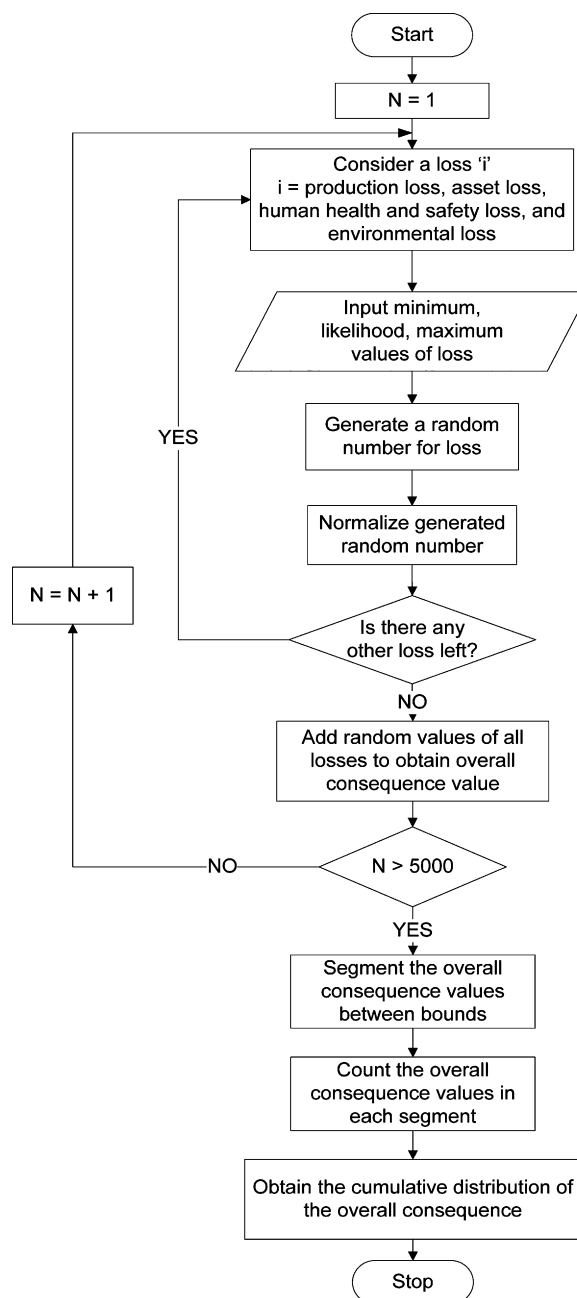 Start
N = 1
Consider a loss ‘i’
i = production loss, asset loss,
human health and safety loss, and
environmental loss
Input minimum,
likelihood, maximum
values of loss
Generate a random
number for loss
YES
Normalize generated
random number
N = N + 1
Is there any
other loss left?
NO
Add random values of all
losses to obtain overall
consequence value
NO
N > 5000
YES
Segment the overall
consequence values
between bounds
Count the overall
consequence values in
each segment
Obtain the cumulative distribution of
the overall consequence
Stop